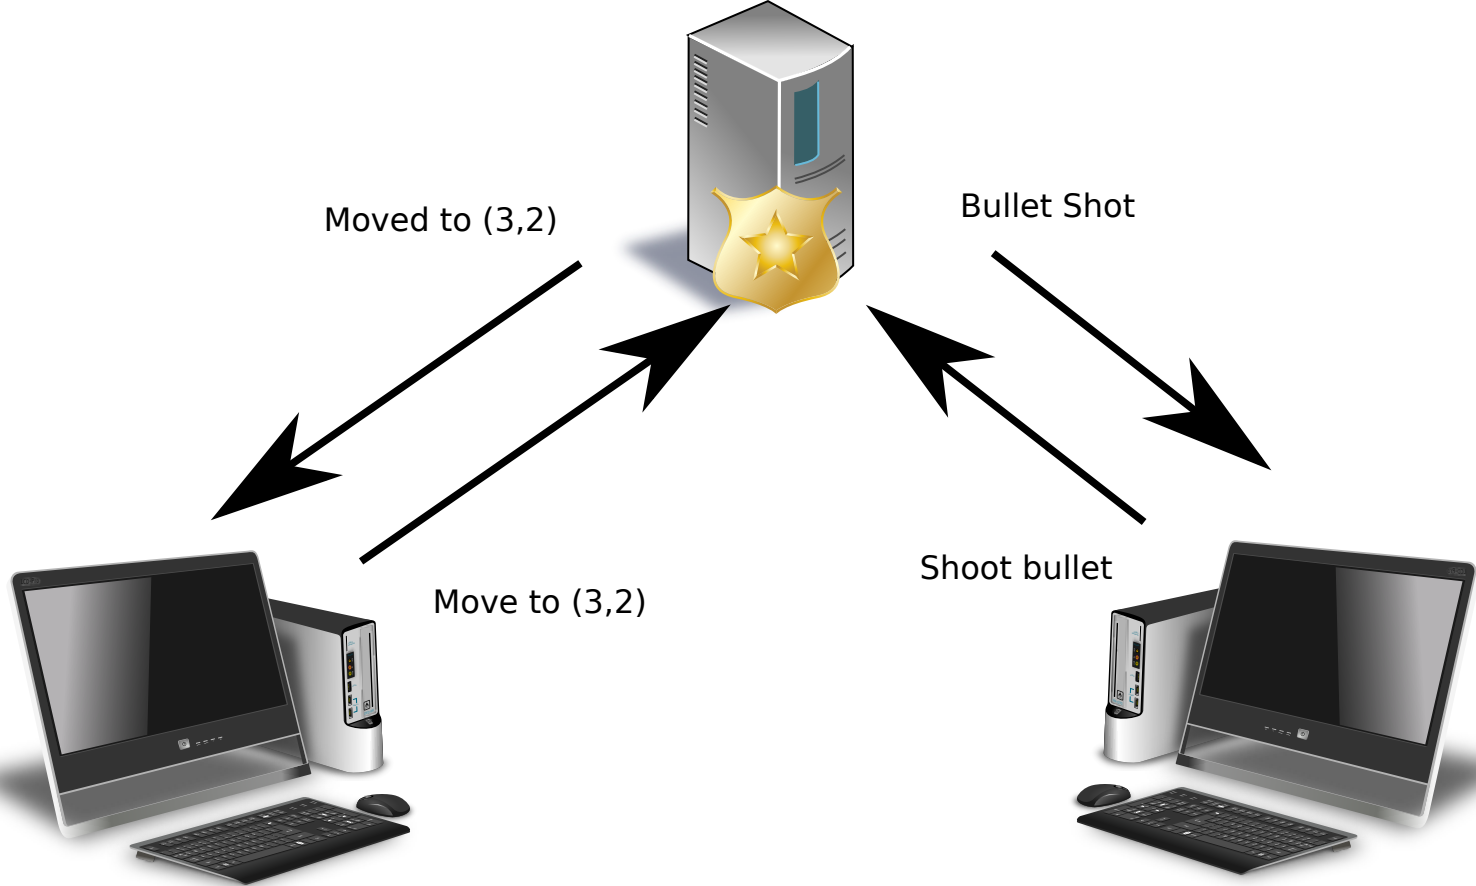 Moved to (3,2)
Bullet Shot
Shoot bullet
Move to (3,2)